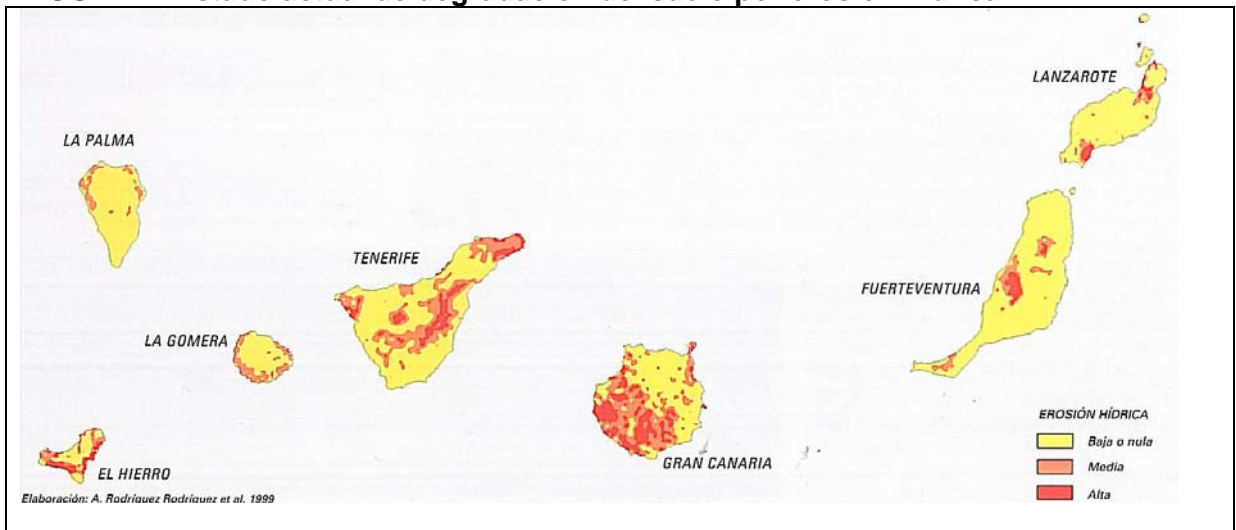 LANZAROTE
LA PALMA
TENERIFE
FUERTEVENTURA
LA GOMERA
EROSIÓN HÍDRICA
Baja o nula
Media
Alta
GRAN CANARIA
EL HIERRO
Elaboración: A. Rodríguez Rodríguez et al. 1999